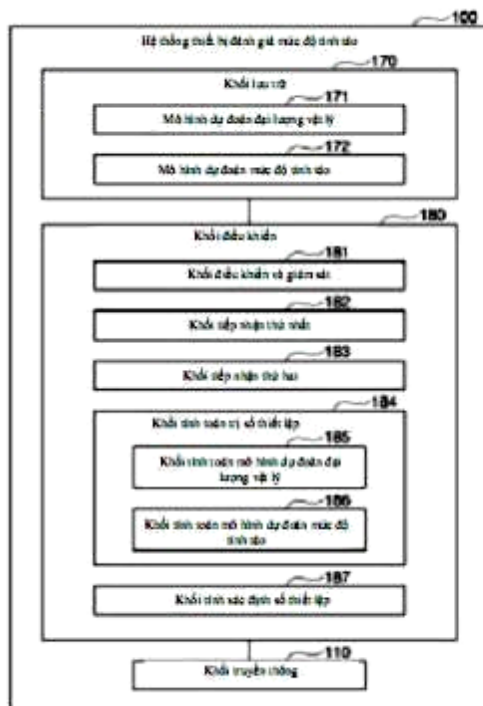 100
Hệ thống thiết bị đánh giá mức độ tỉnh táo
170
Khối lưu trữ
171
Mô hình dự đoán đại lượng vật lý
172
Mô hình dự đoán mức độ tỉnh táo
180
Khối điều khiển
181
Khối điều khiển và giám sát
182
Khối tiếp nhận thứ nhất
183
Khối tiếp nhận thứ hai
184
Khối tính toán trị số thiết lập
185
Khối tính toán mô hình dự đoán đại
lượng vật lý
186
Khối tính toán mô hình dự đoán mức độ
tỉnh táo
187
Khối tính xác định số thiết lập
110
Khối truyền thông